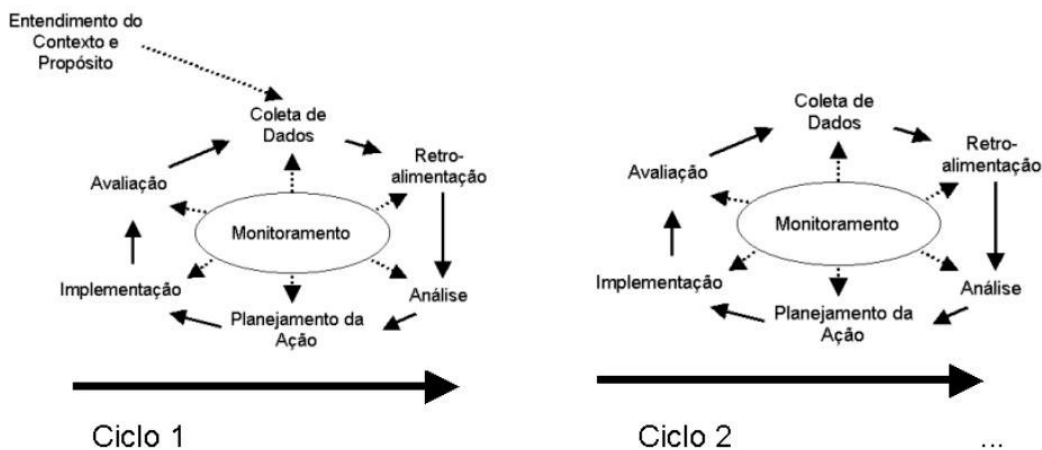 Entendimento do
Contexto e
Propósito
Coleta de
Dados
Retro-
alimentação
Avaliação
Monitoramento
Implementação
Análise
Planejamento da
Ação
Ciclo 1
Coleta de
Dados
Retro-
alimentação
Avaliação
Monitoramento
Implementação
Análise
Planejamento da
Ação
Ciclo 2
...